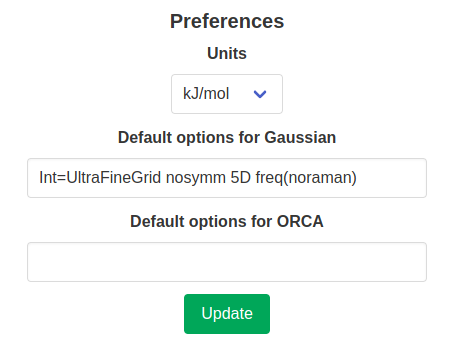 Preferences
Units
kJ/mol
Default options for Gaussian
Int=UltraFineGrid nosymm 5D freq(noraman)
Default options for ORCA
Update